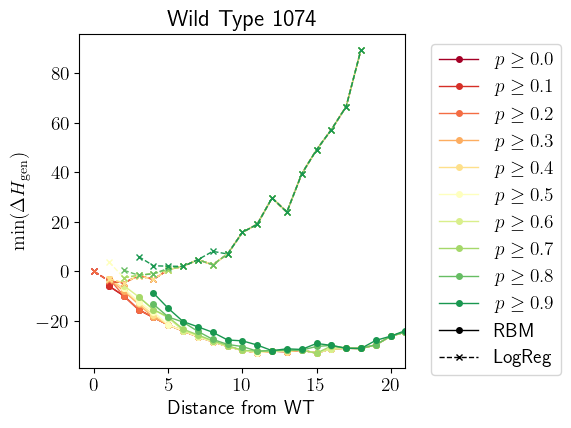 Wild Type 1074
min(ΔH_gen)
80
60
40
20
0
−20
0
5
10
15
20
Distance from WT
p ≥ 0.0
p ≥ 0.1
p ≥ 0.2
p ≥ 0.3
p ≥ 0.4
p ≥ 0.5
p ≥ 0.6
p ≥ 0.7
p ≥ 0.8
p ≥ 0.9
RBM
LogReg